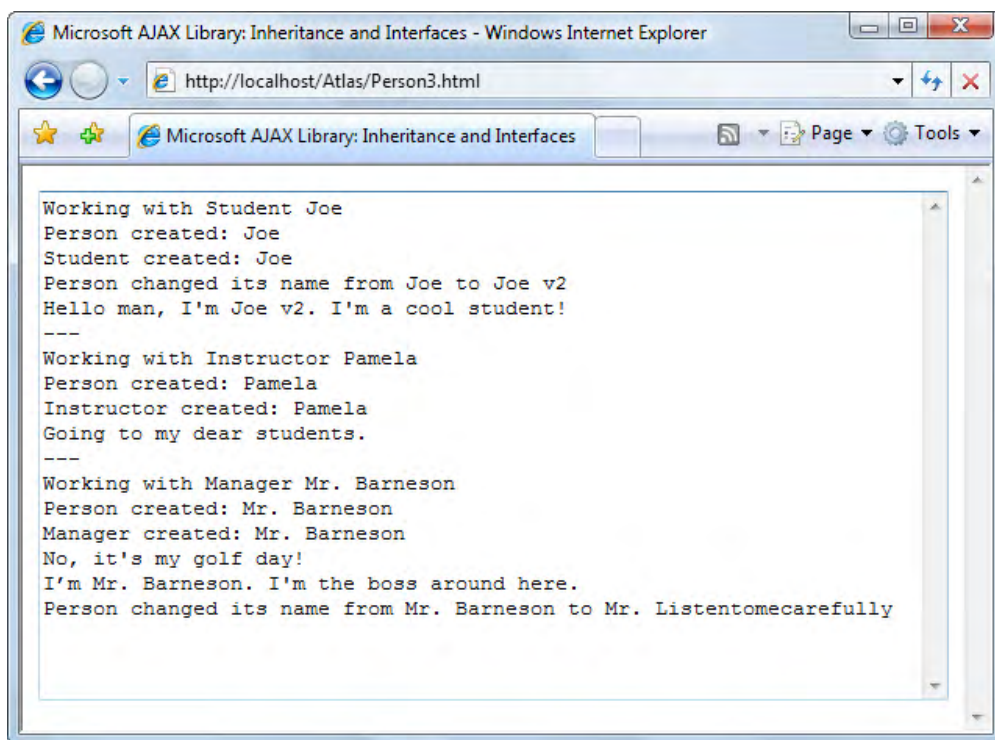 Microsoft AJAX Library: Inheritance and Interfaces - Windows Internet Explorer
http://localhost/Atlas/Person3.html
Microsoft AJAX Library: Inheritance and Interfaces
Page
Tools
Working with Student Joe
Person created: Joe
Student created: Joe
Person changed its name from Joe to Joe v2
Hello man, I'm Joe v2. I'm a cool student!
---
Working with Instructor Pamela
Person created: Pamela
Instructor created: Pamela
Going to my dear students.
---
Working with Manager Mr. Barneson
Person created: Mr. Barneson
Manager created: Mr. Barneson
No, it's my golf day!
I’m Mr. Barneson. I'm the boss around here.
Person changed its name from Mr. Barneson to Mr. Listentomecarefully